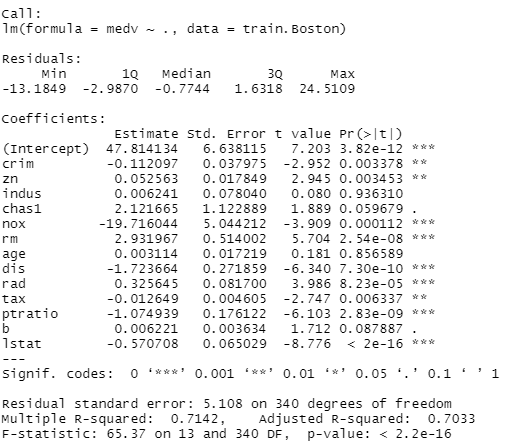 Call:
lm(formula = medv ~ ., data = train.Boston)
Residuals:
Min 1Q Median 3Q Max
-13.1849 -2.9870 -0.7744 1.6318 24.5109
Coefficients:
Estimate Std. Error t value Pr(>|t|)
(Intercept) 47.814134 6.638115 7.203 3.82e-12 ***
crim -0.112097 0.037975 -2.952 0.003378 **
zn 0.052563 0.017849 2.945 0.003453 **
indus 0.006241 0.078040 0.080 0.936310
chas1 2.121665 1.122889 1.889 0.059679 .
nox -19.716044 5.044212 -3.909 0.000112 ***
rm 2.931967 0.514002 5.704 2.54e-08 ***
age 0.003114 0.017219 0.181 0.856589
dis -1.723664 0.271859 -6.340 7.30e-10 ***
rad 0.325645 0.081700 3.986 8.23e-05 ***
tax -0.012649 0.004605 -2.747 0.006337 **
ptratio -1.074939 0.176122 -6.103 2.83e-09 ***
b 0.006221 0.003634 1.712 0.087887 .
lstat -0.570708 0.065029 -8.776 < 2e-16 ***
---
Signif. codes: 0 ‘***’ 0.001 ‘**’ 0.01 ‘*’ 0.05 ‘.’ 0.1 ‘ ’ 1
Residual standard error: 5.108 on 340 degrees of freedom
Multiple R-squared: 0.7142, Adjusted R-squared: 0.7033
F-statistic: 65.37 on 13 and 340 DF, p-value: < 2.2e-16